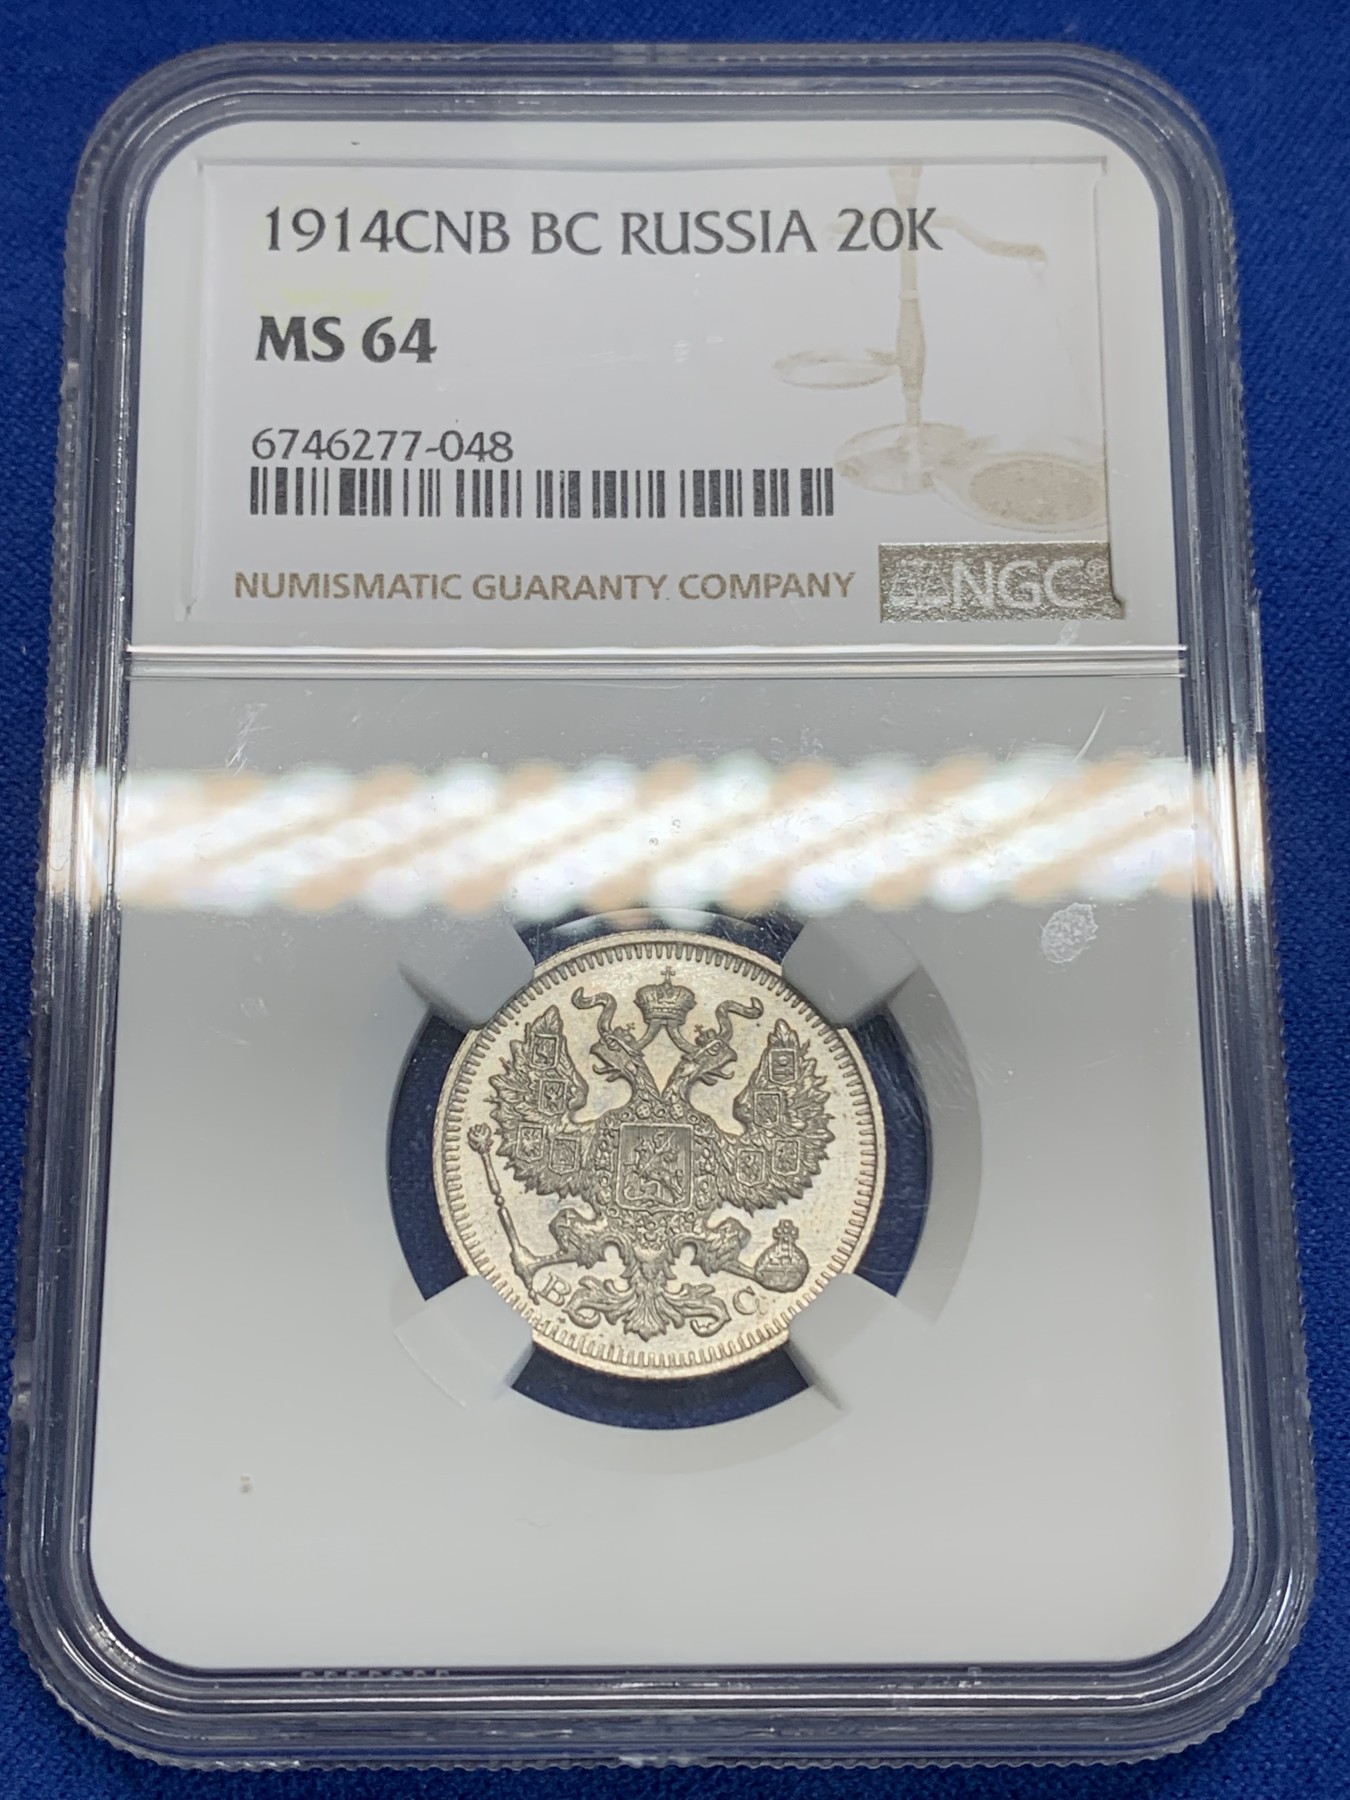 1914CNB BC RUSSIA 20K
MS 64
6746277-048
NUMISMATIC GUARANTY COMPANY
NGC®
B C